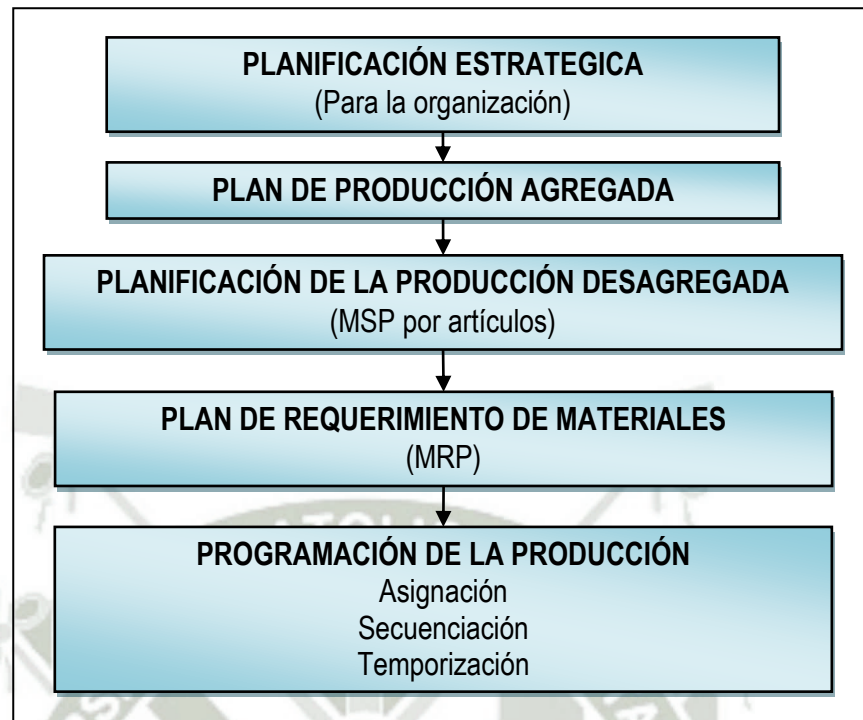 PLANIFICACIÓN ESTRATEGICA
(Para la organización)
PLAN DE PRODUCCIÓN AGREGADA
PLANIFICACIÓN DE LA PRODUCCIÓN DESAGREGADA
(MSP por artículos)
PLAN DE REQUERIMIENTO DE MATERIALES
(MRP)
PROGRAMACIÓN DE LA PRODUCCIÓN
Asignación
Secuenciación
Temporización